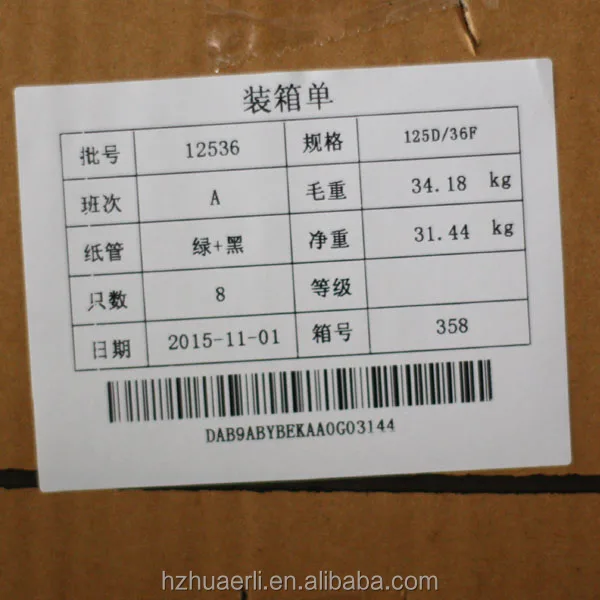 装箱单
批号 12536 规格 125D/36F
班次 A 毛重 34.18 kg
纸管 绿+黑 净重 31.44 kg
只数 8 等级
日期 2015-11-01 箱号 358
DAB9ABYBEKAA0G03144
hzhuaerli.en.alibaba.com